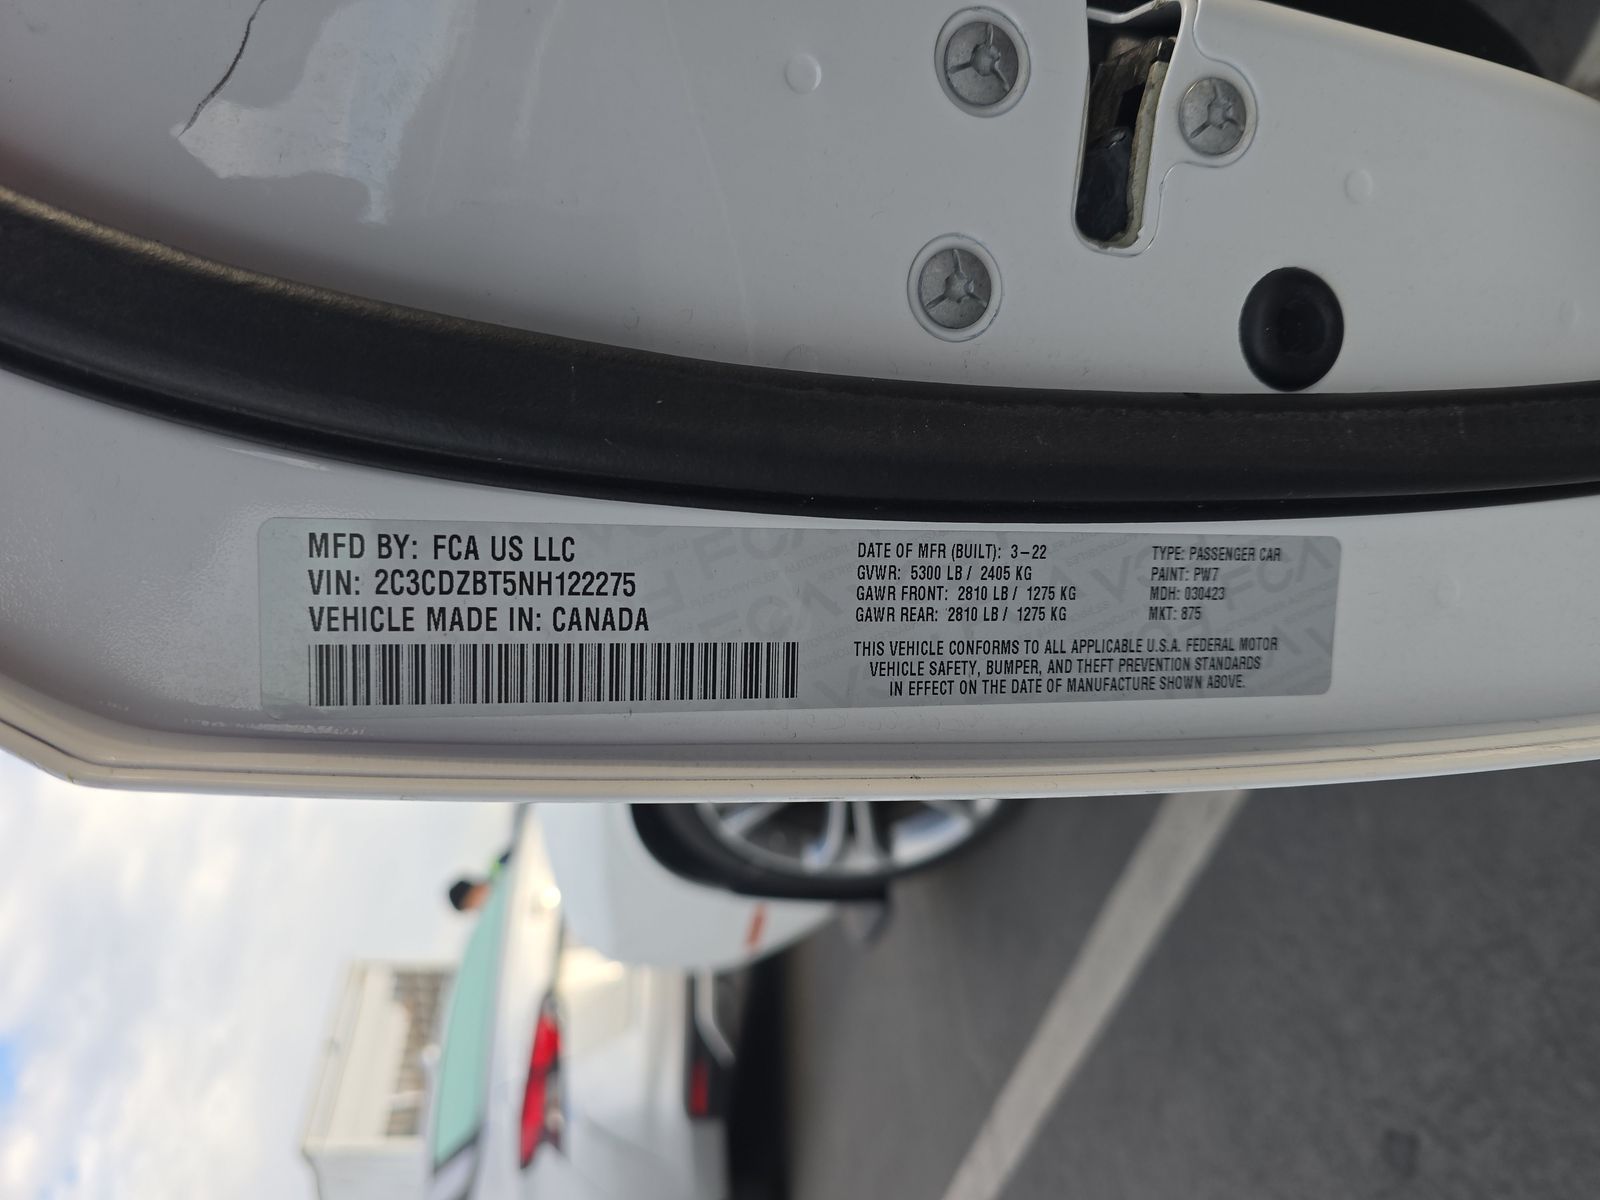 MFD BY: FCA US LLC
VIN: 2C3CDZBT5NH122275
VEHICLE MADE IN: CANADA
DATE OF MFR (BUILT): 3-22
GVWR: 5300 LB / 2405 KG
GAWR FRONT: 2810 LB / 1275 KG
GAWR REAR: 2810 LB / 1275 KG
TYPE: PASSENGER CAR
PAINT: PW7
MDH: 030423
MKT: 875
THIS VEHICLE CONFORMS TO ALL APPLICABLE U.S.A. FEDERAL MOTOR
VEHICLE SAFETY, BUMPER, AND THEFT PREVENTION STANDARDS
IN EFFECT ON THE DATE OF MANUFACTURE SHOWN ABOVE.